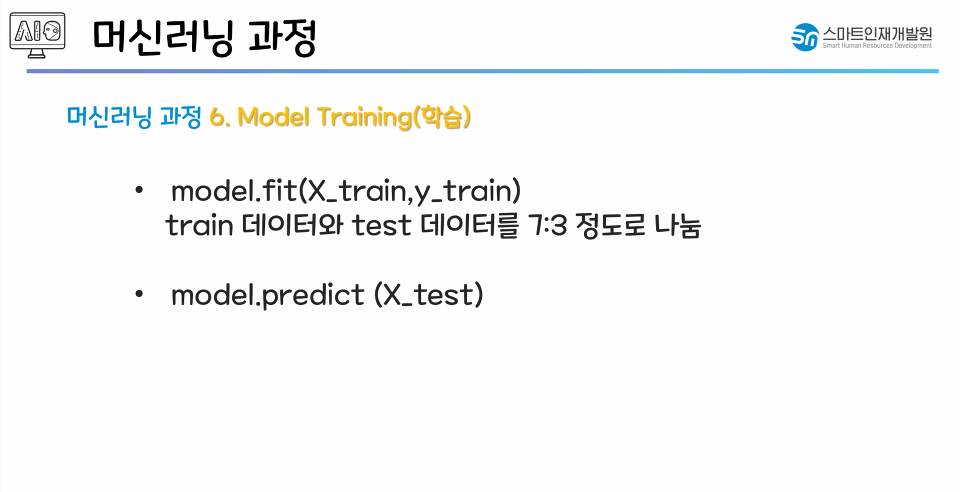 AI
머신러닝 과정
스마트인재개발원
Smart Human Resources Development
머신러닝 과정 6. Model Training(학습)
• model.fit(X_train,y_train)
train 데이터와 test 데이터를 7:3 정도로 나눔
• model.predict (X_test)